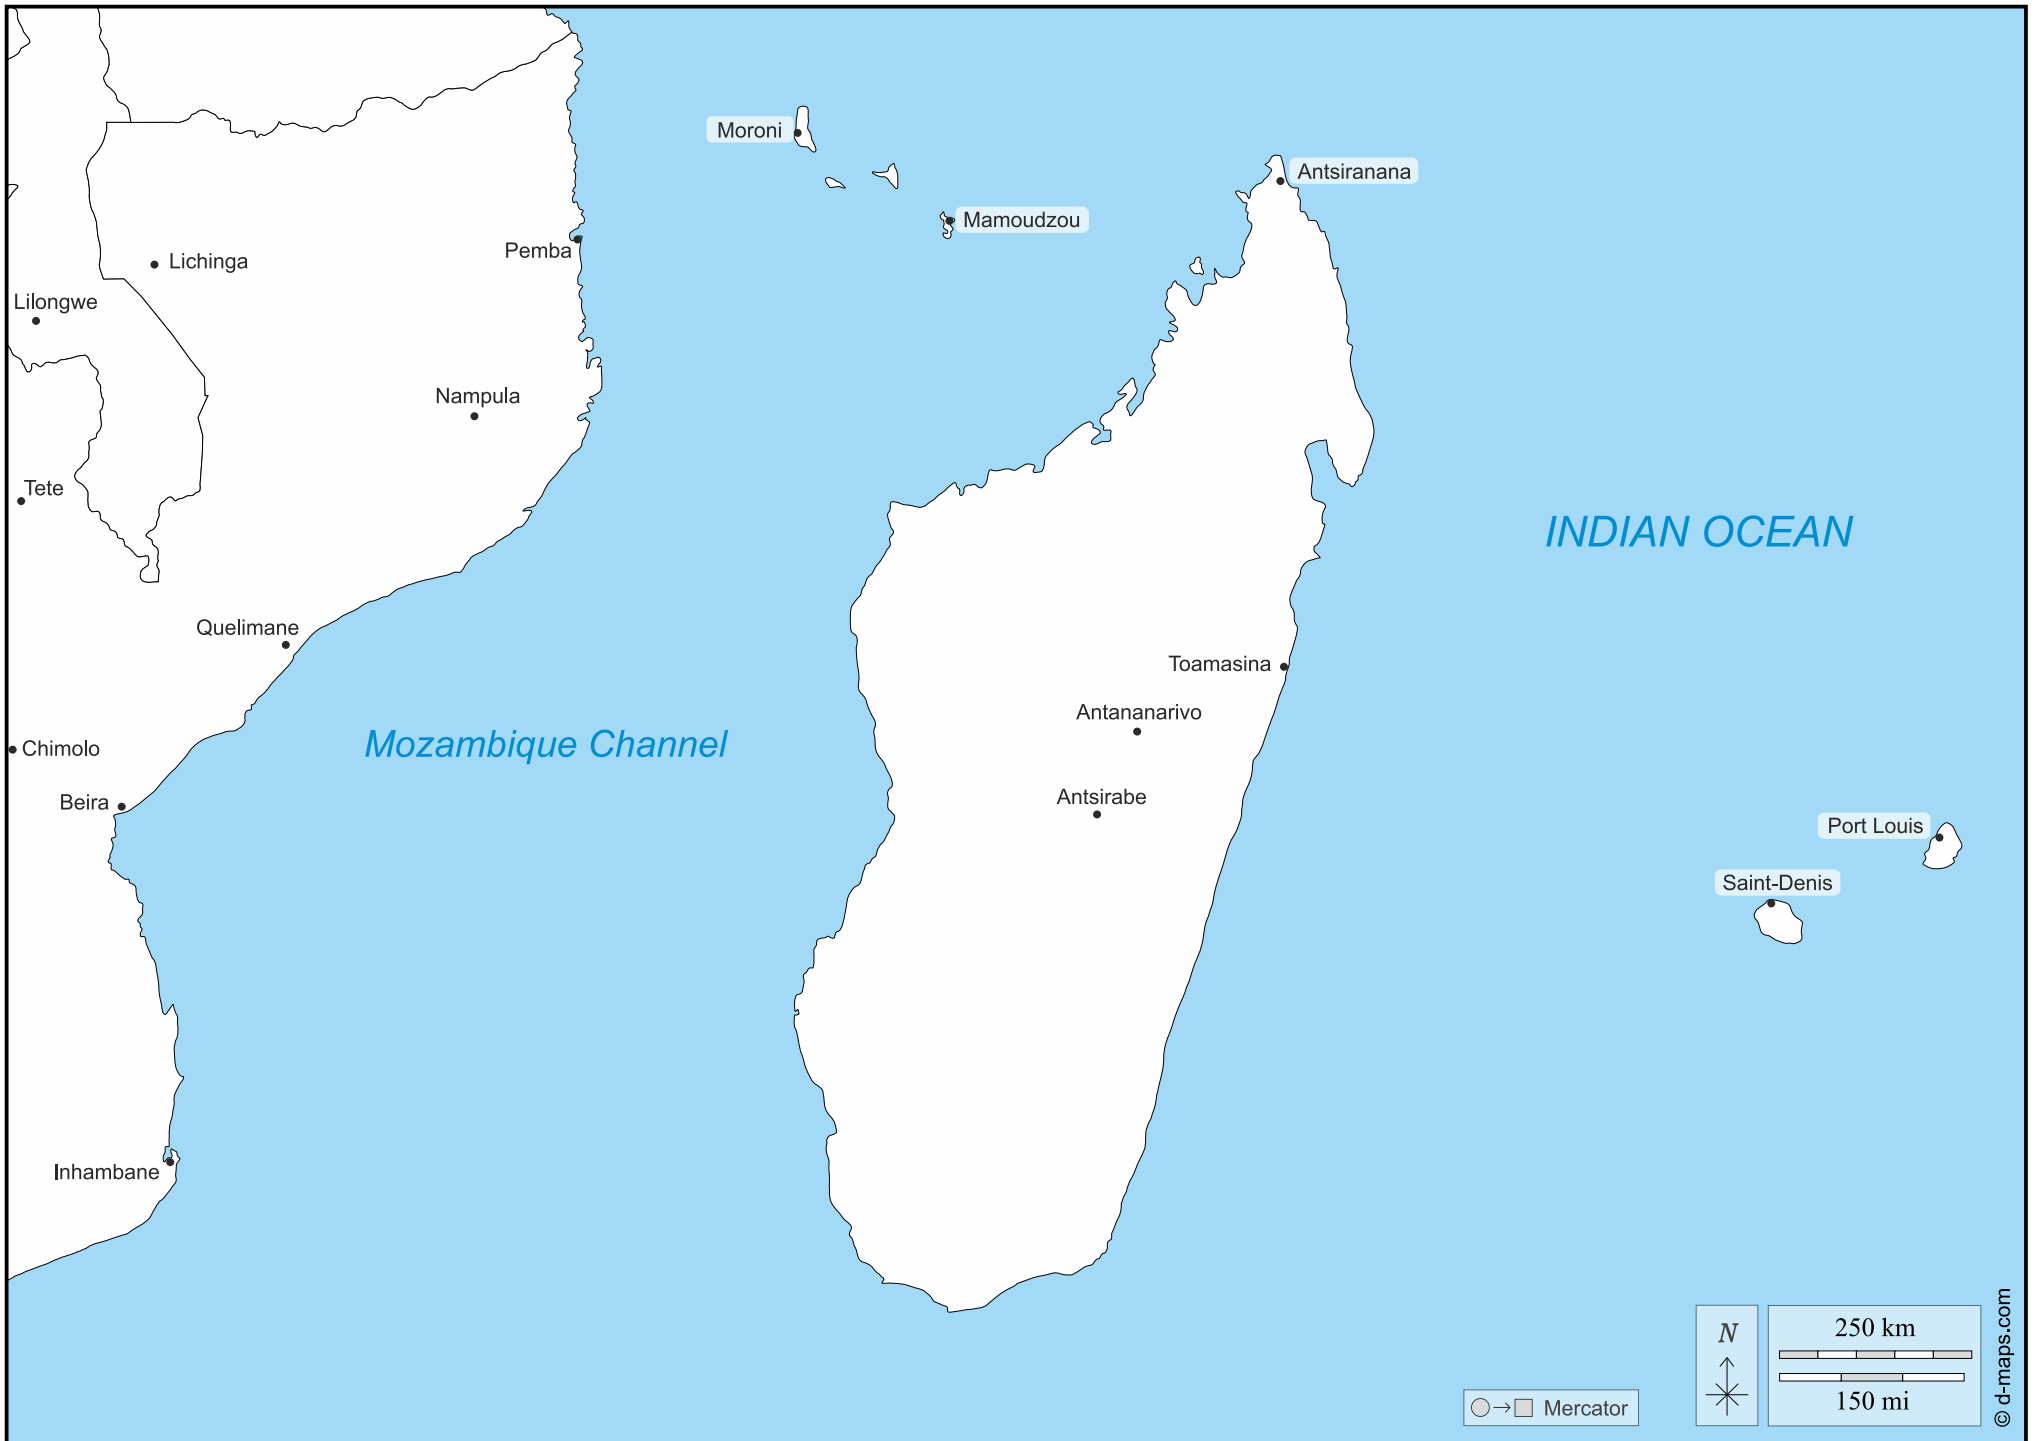 Moroni
Antsiranana
Mamoudzou
Pemba
Lichinga
Lilongwe
Nampula
Tete
INDIAN OCEAN
Quelimane
Toamasina
Antananarivo
Mozambique Channel
Chimolo
Antsirabe
Beira
Port Louis
Saint-Denis
Inhambane
N
250 km
150 mi
Mercator
© d-maps.com